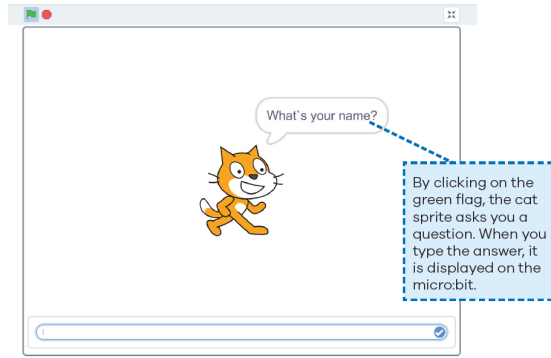 What`s your name?
By clicking on the
green flag, the cat
sprite asks you a
question. When you
type the answer, it
is displayed on the
micro:bit.